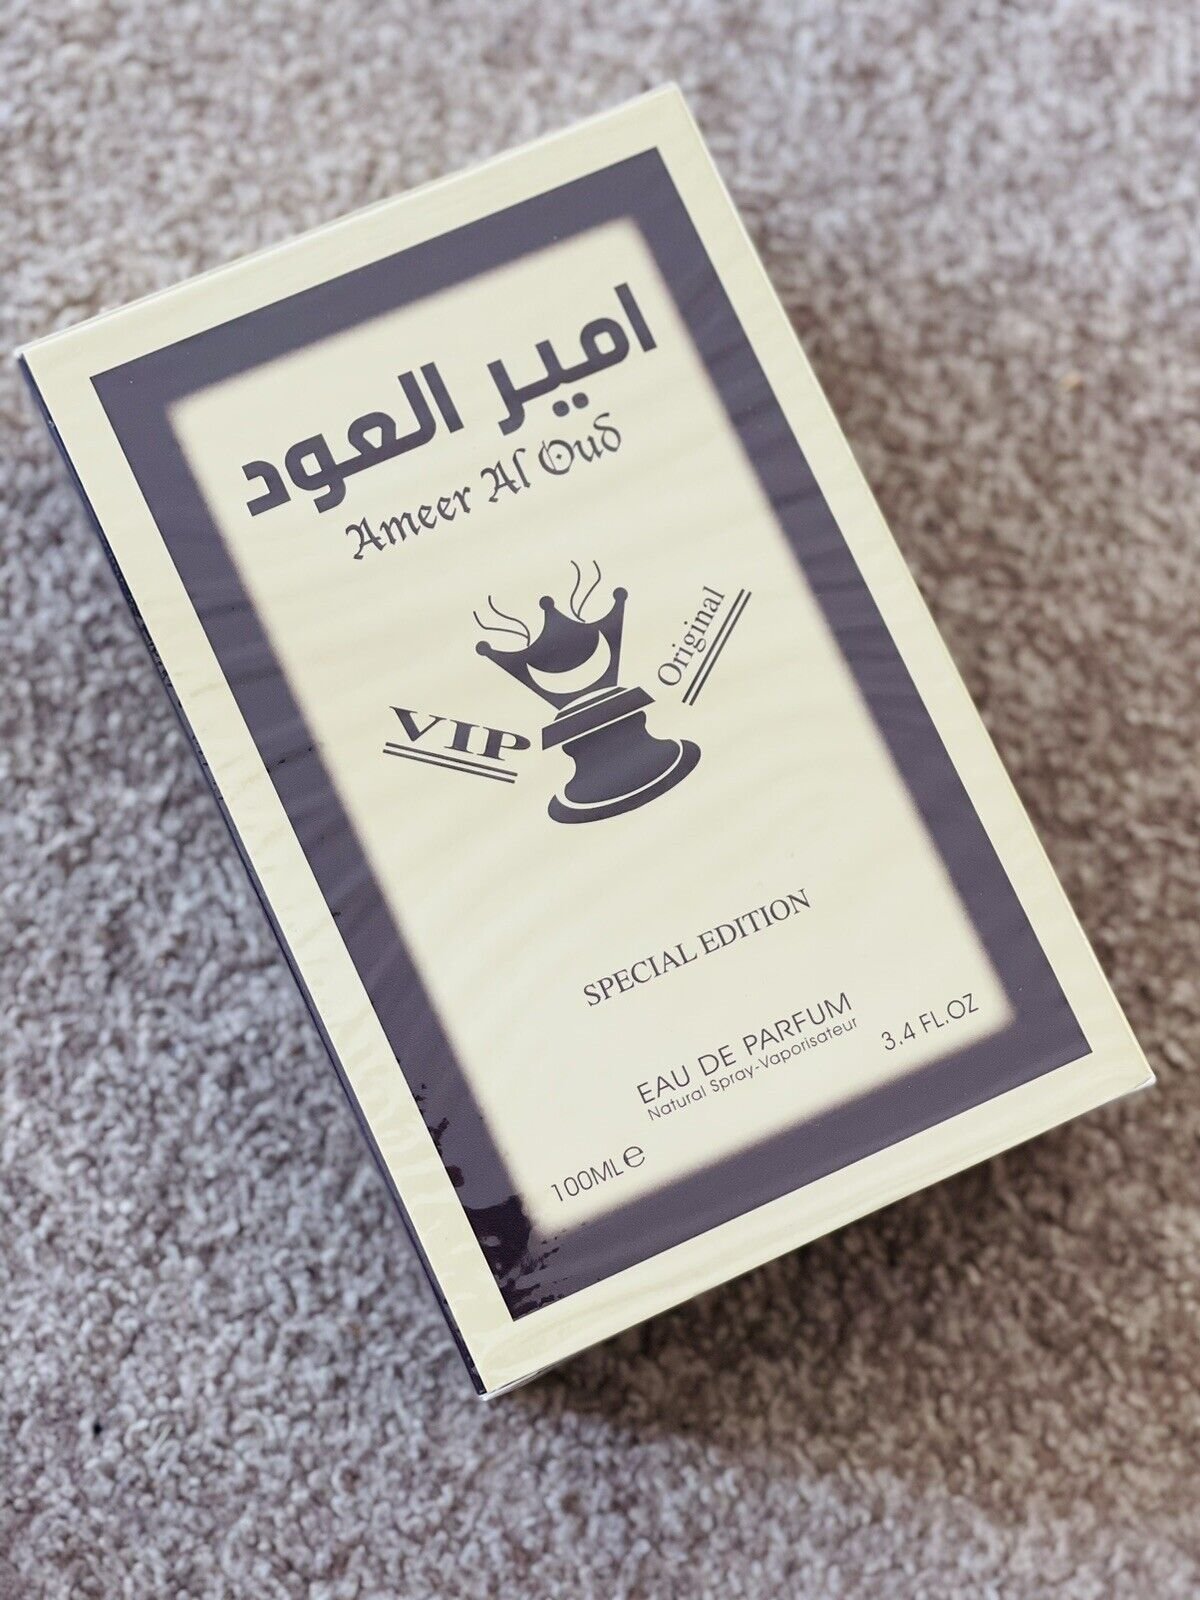 امير العود
Ameer Al Oud
VIP
Original
SPECIAL EDITION
EAU DE PARFUM
Natural Spray-Vaporisateur
100ML e
3.4 FL.OZ